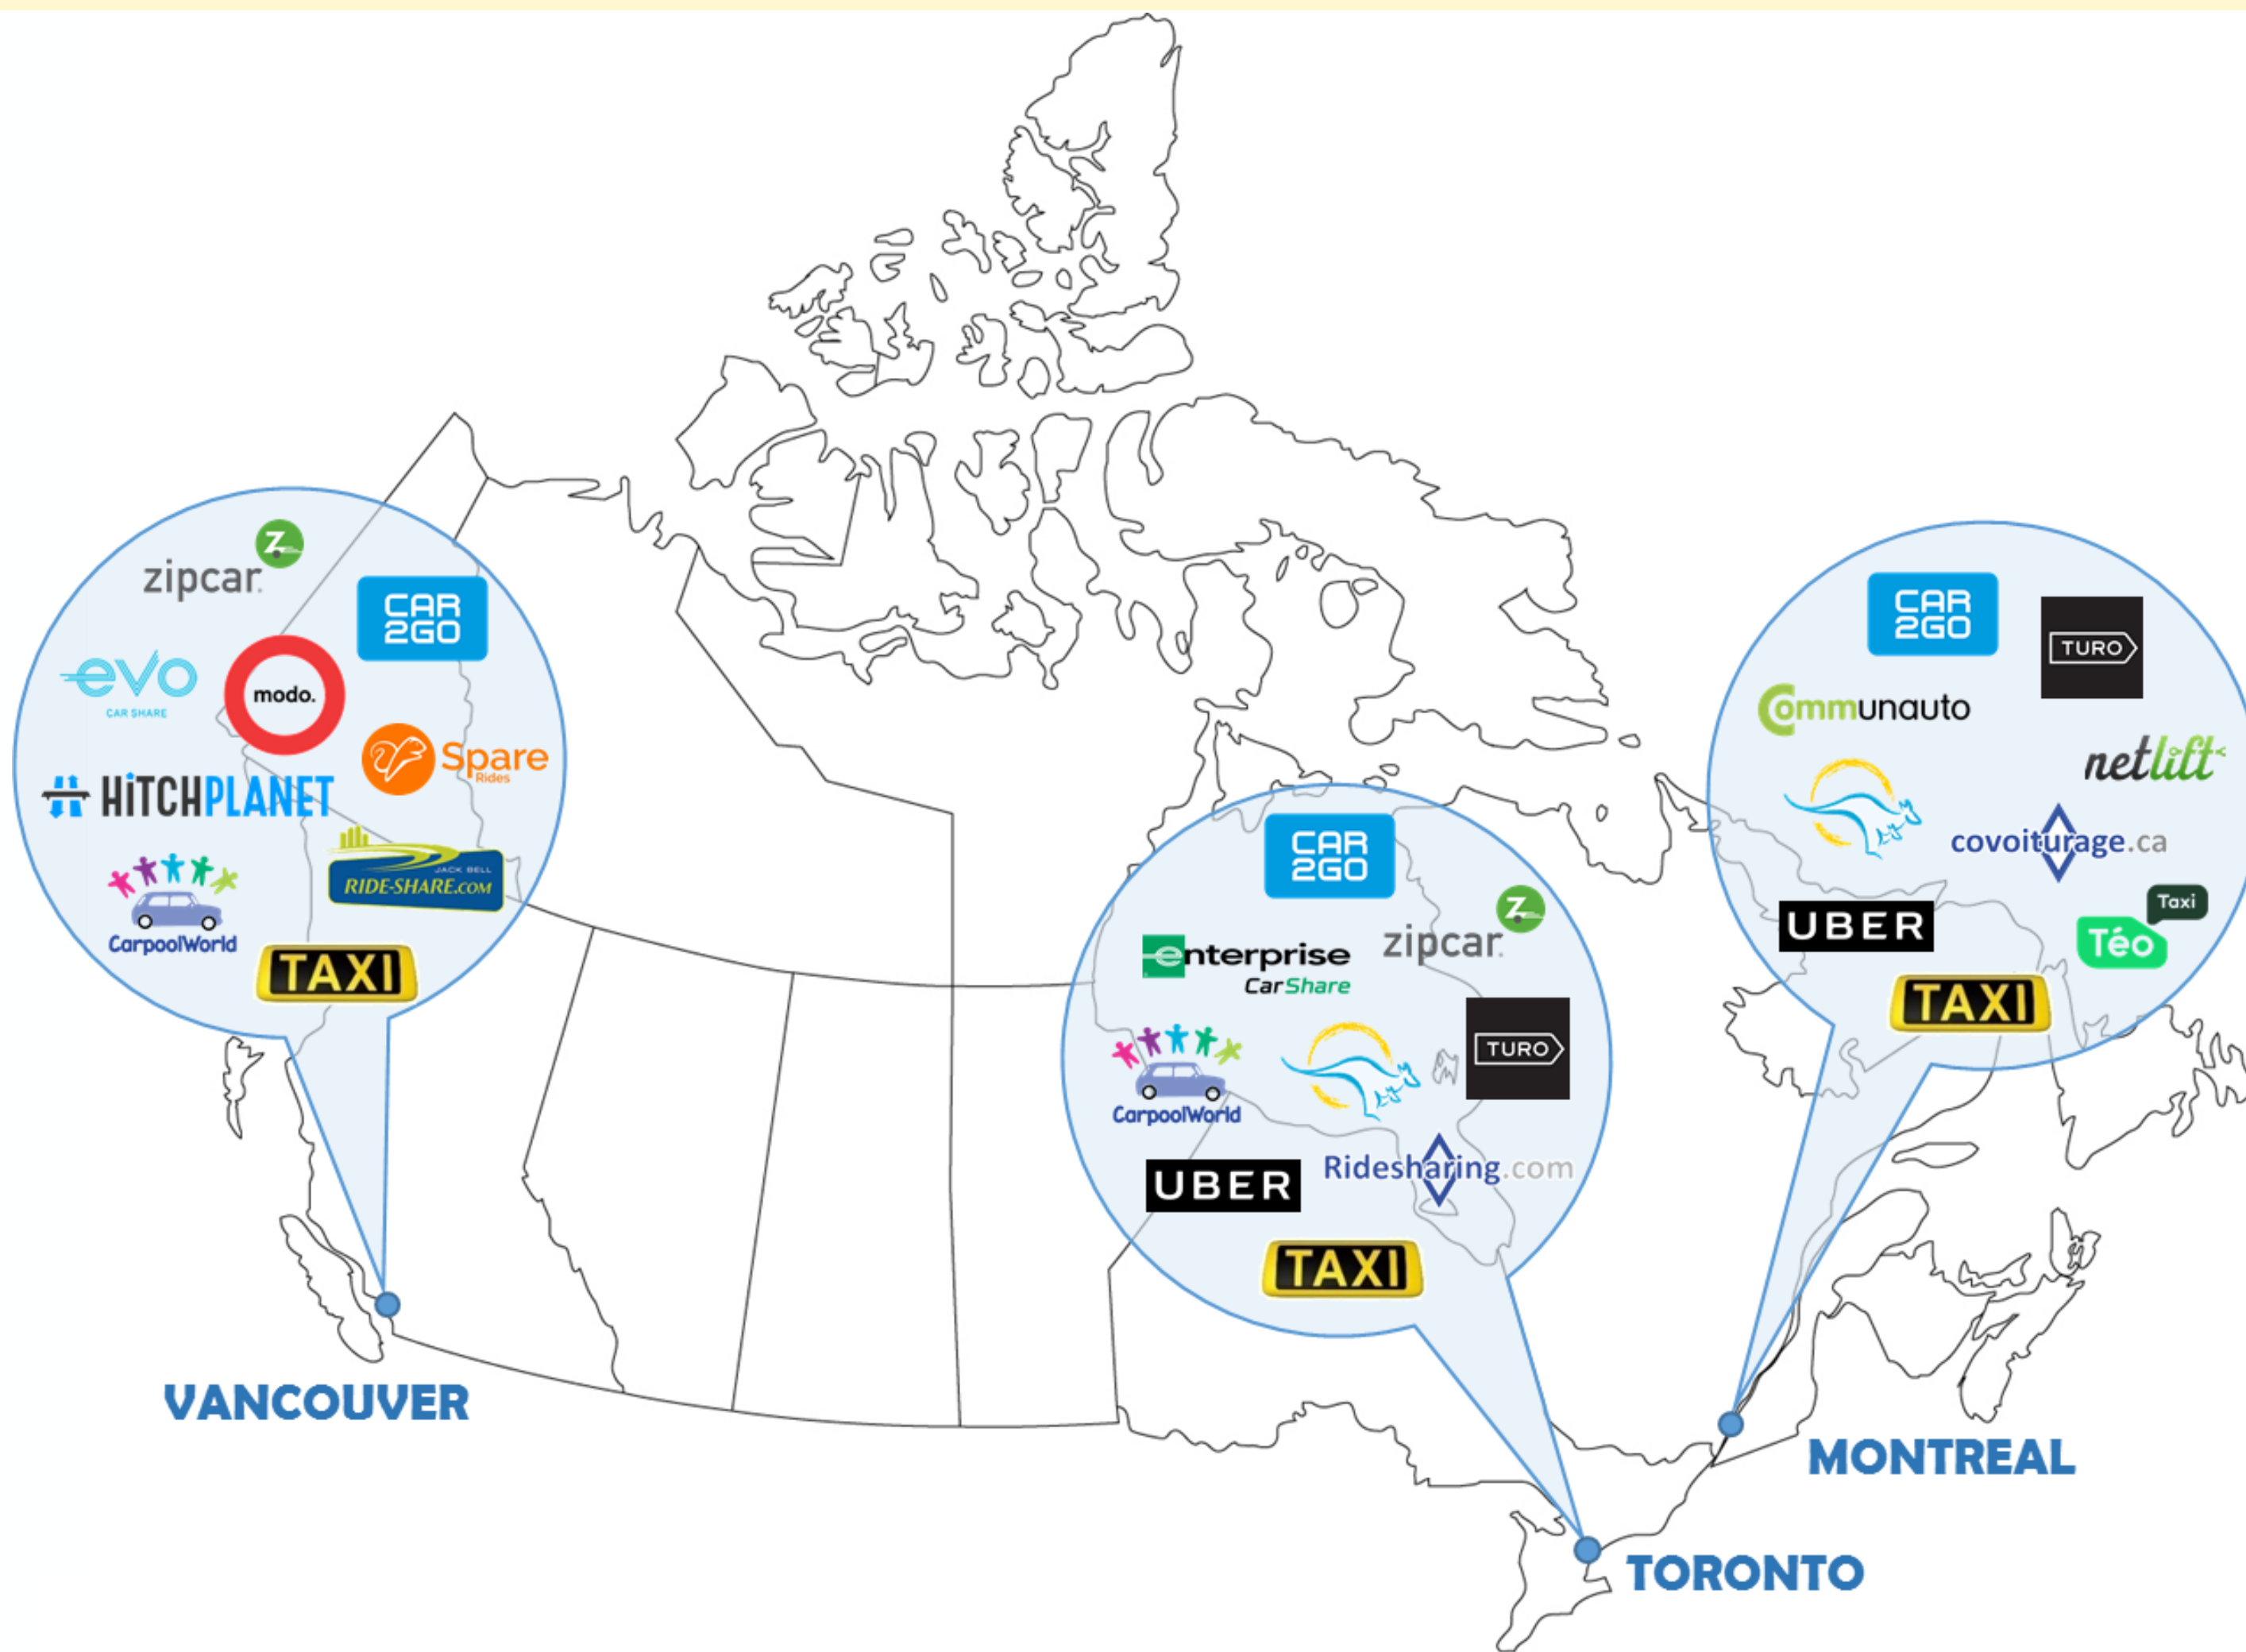 zipcar.
CAR
2GO
evo
CAR SHARE
modo.
Spare
Rides
HiTCHPLANET
JACK BELL
RIDE-SHARE.COM
CarpoolWorld
TAXI
VANCOUVER
CAR
2GO
zipcar.
enterprise
CarShare
TURO
CarpoolWorld
Ridesharing.com
UBER
TAXI
TORONTO
CAR
2GO
TURO
Communauto
netlift
covoiturage.ca
UBER
Taxi
Téo
TAXI
MONTREAL